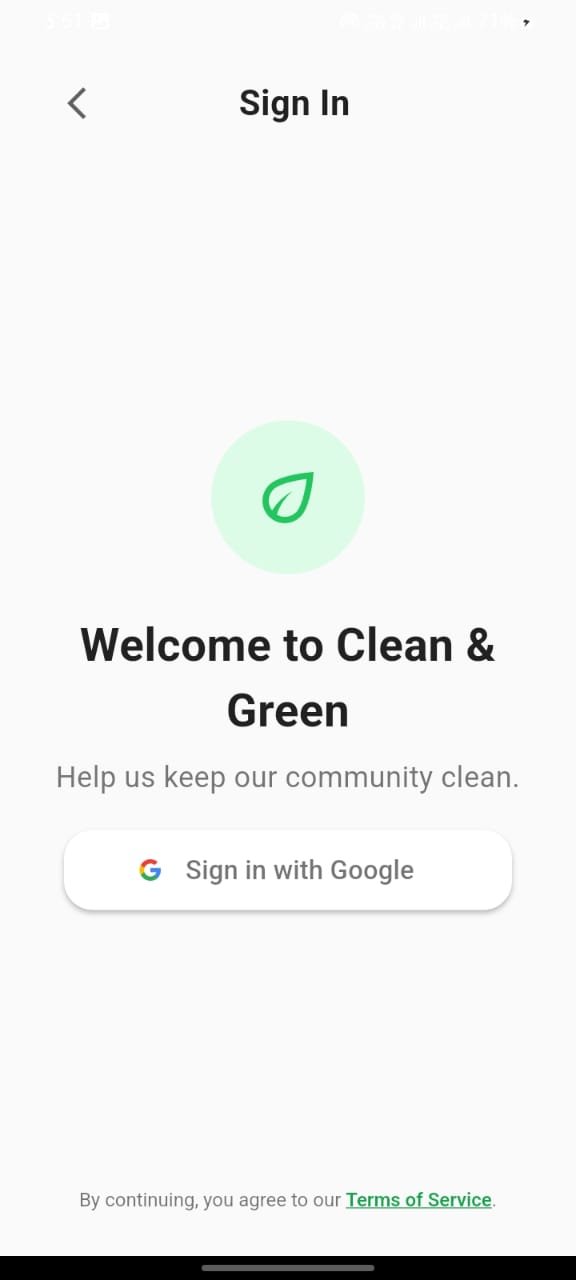 Sign In
Welcome to Clean &
Green
Help us keep our community clean.
Sign in with Google
By continuing, you agree to our Terms of Service.